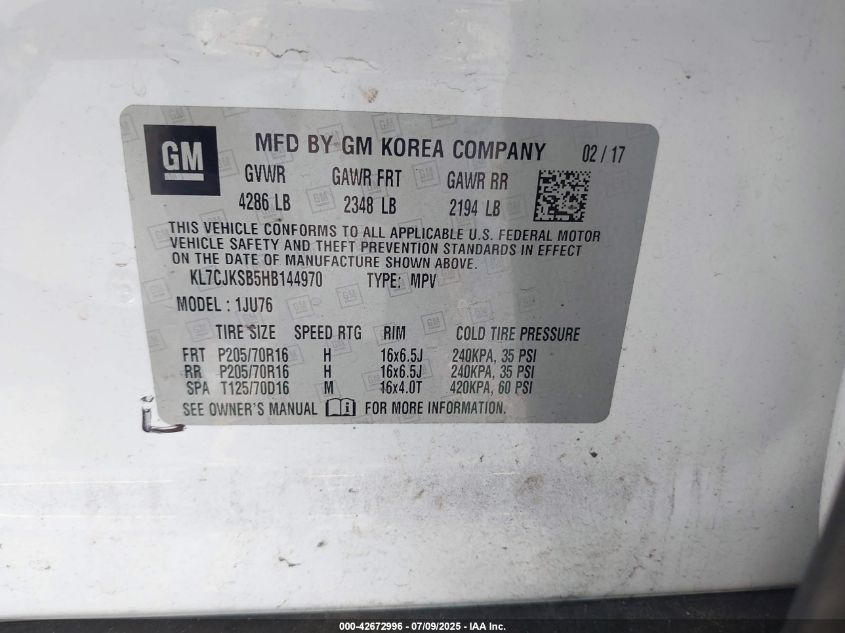 GM
MFD BY GM KOREA COMPANY 02 / 17
GVWR GAWR FRT GAWR RR
4286 LB 2348 LB 2194 LB
THIS VEHICLE CONFORMS TO ALL APPLICABLE U.S. FEDERAL MOTOR
VEHICLE SAFETY AND THEFT PREVENTION STANDARDS IN EFFECT
ON THE DATE OF MANUFACTURE SHOWN ABOVE.
KL7CJKSB5HB144970 TYPE: MPV
MODEL : 1JU76
TIRE SIZE SPEED RTG RIM COLD TIRE PRESSURE
FRT P205/70R16 H 16x6.5J 240KPA, 35 PSI
RR P205/70R16 H 16x6.5J 240KPA, 35 PSI
SPA T125/70D16 M 16x4.0T 420KPA, 60 PSI
SEE OWNER'S MANUAL FOR MORE INFORMATION.
000-42672996 - 07/09/2025 - IAA Inc.